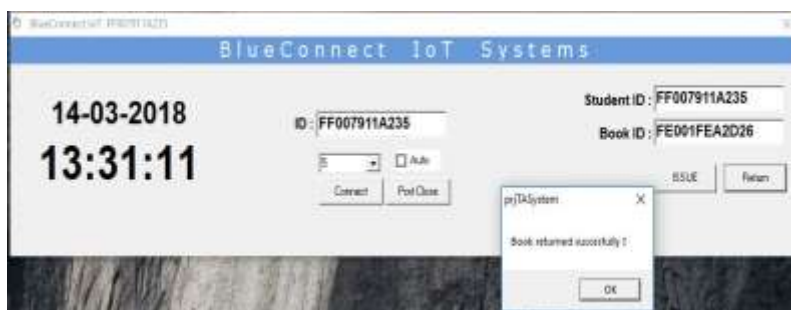 BlueConnect IoT Systems
14-03-2018
13:31:11
ID : FF007911A235
5
Auto
Connect
Port Close
Student ID : FF007911A235
Book ID : FE001FEA2D26
ISSUE
Return
prjTASystem
X
Book returned successfully !
OK